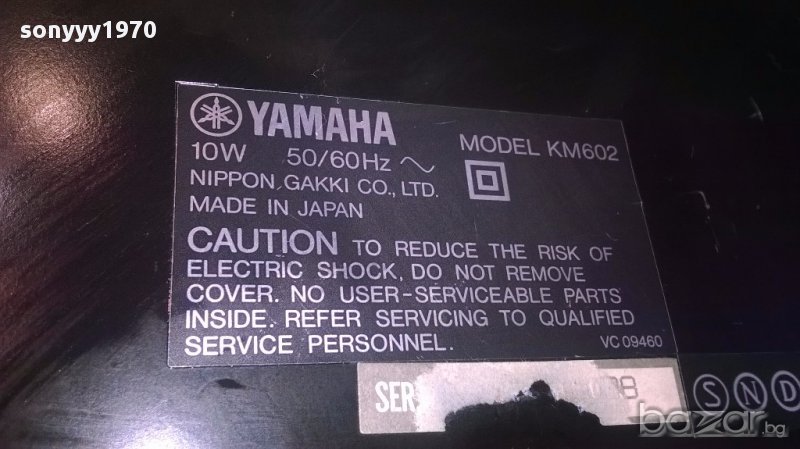 sonyyy1970
YAMAHA
MODEL KM602
10W 50/60Hz
NIPPON GAKKI CO., LTD.
MADE IN JAPAN
CAUTION TO REDUCE THE RISK OF
ELECTRIC SHOCK, DO NOT REMOVE
COVER. NO USER-SERVICEABLE PARTS
INSIDE. REFER SERVICING TO QUALIFIED
SERVICE PERSONNEL.
VC 09460
SER
S N D
bazar.bg